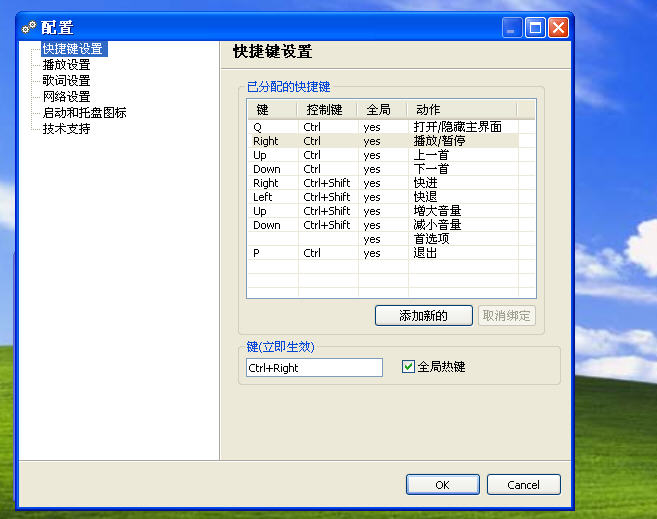 配置
快捷键设置
播放设置
歌词设置
网络设置
启动和托盘图标
技术支持
快捷键设置
已分配的快捷键
键 控制键 全局 动作
Q Ctrl yes 打开/隐藏主界面
Right Ctrl yes 播放/暂停
Up Ctrl yes 上一首
Down Ctrl yes 下一首
Right Ctrl+Shift yes 快进
Left Ctrl+Shift yes 快退
Up Ctrl+Shift yes 增大音量
Down Ctrl+Shift yes 减小音量
yes 首选项
P Ctrl yes 退出
添加新的 取消绑定
键(立即生效)
Ctrl+Right 全局热键
OK Cancel